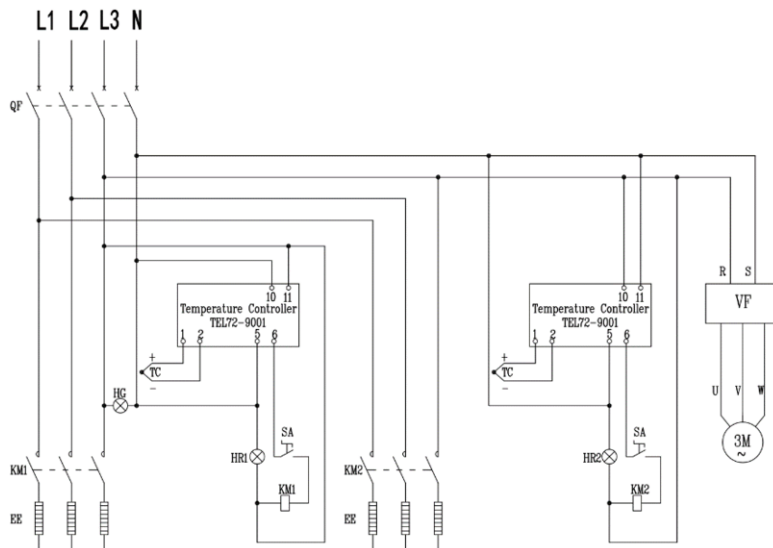 L1 L2 L3 N
QF
R S
10 11
Temperature Controller
TEL72-9001
1 2 5 6
10 11
Temperature Controller
TEL72-9001
1 2 5 6
VF
+
TC
−
+
TC
−
HG
U V W
SA
SA
3M
~
HR1
HR2
KM1
KM2
KM1
KM2
EE
EE